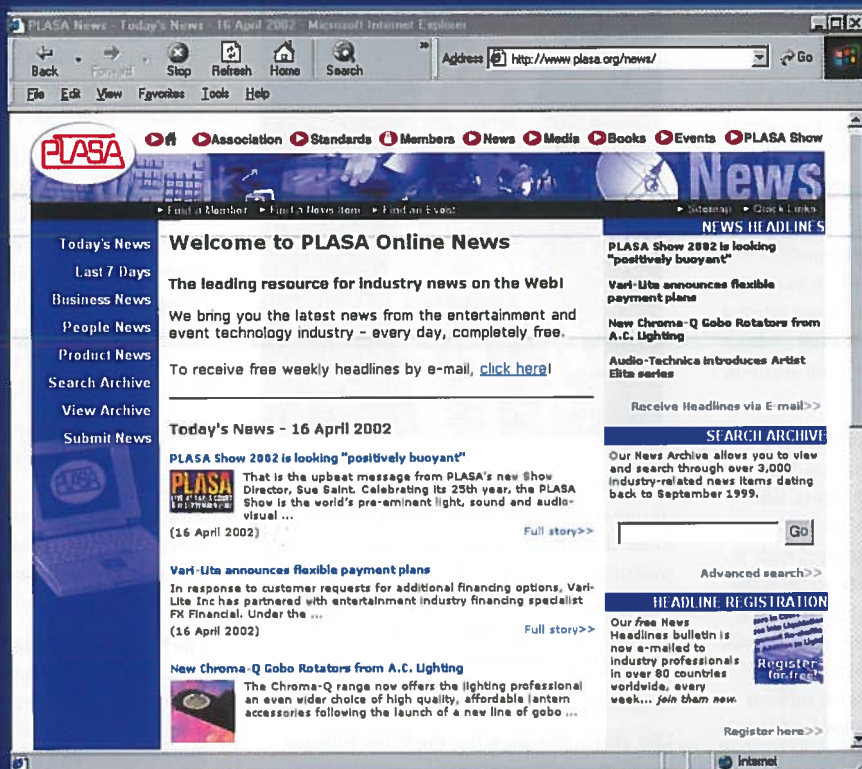 PLASA News - Today's News - 16 April 2002 - Microsoft Internet Explorer
Back Forward Stop Refresh Home Search » Address http://www.plasa.org/news/ Go
File Edit View Favorites Tools Help
PLASA
Association Standards Members News Media Books Events PLASA Show
News
Find a Member Find a News Item Find an Event Sitemap Quick Links
Today's News
Last 7 Days
Business News
People News
Product News
Search Archive
View Archive
Submit News
PLASA
Welcome to PLASA Online News
The leading resource for industry news on the Web!
We bring you the latest news from the entertainment and
event technology industry - every day, completely free.
To receive free weekly headlines by e-mail, click here!
Today's News - 16 April 2002
PLASA Show 2002 is looking "positively buoyant"
PLASA
That is the upbeat message from PLASA's new Show
Director, Sue Saint. Celebrating its 25th year, the PLASA
Show is the world's pre-eminent light, sound and audio-
visual ...
(16 April 2002) Full story>>
Vari-Lite announces flexible payment plans
In response to customer requests for additional financing options, Vari-
Lite Inc has partnered with entertainment industry financing specialist
FX Financial. Under the ...
(16 April 2002) Full story>>
New Chroma-Q Gobo Rotators from A.C. Lighting
The Chroma-Q range now offers the lighting professional
an even wider choice of high quality, affordable lantern
accessories following the launch of a new line of gobo ...
NEWS HEADLINES
PLASA Show 2002 is looking
"positively buoyant"
Vari-Lite announces flexible
payment plans
New Chroma-Q Gobo Rotators from
A.C. Lighting
Audio-Technica introduces Artist
Elite series
Receive Headlines via E-mail>>
SEARCH ARCHIVE
Our News Archive allows you to view
and search through over 3,000
industry-related news items dating
back to September 1999.
Go
Advanced search>>
HEADLINE REGISTRATION
Our free News
Headlines bulletin is
now e-mailed to
industry professionals
in over 80 countries
worldwide, every
week... join them now.
Register
for free!
Register here>>
Internet